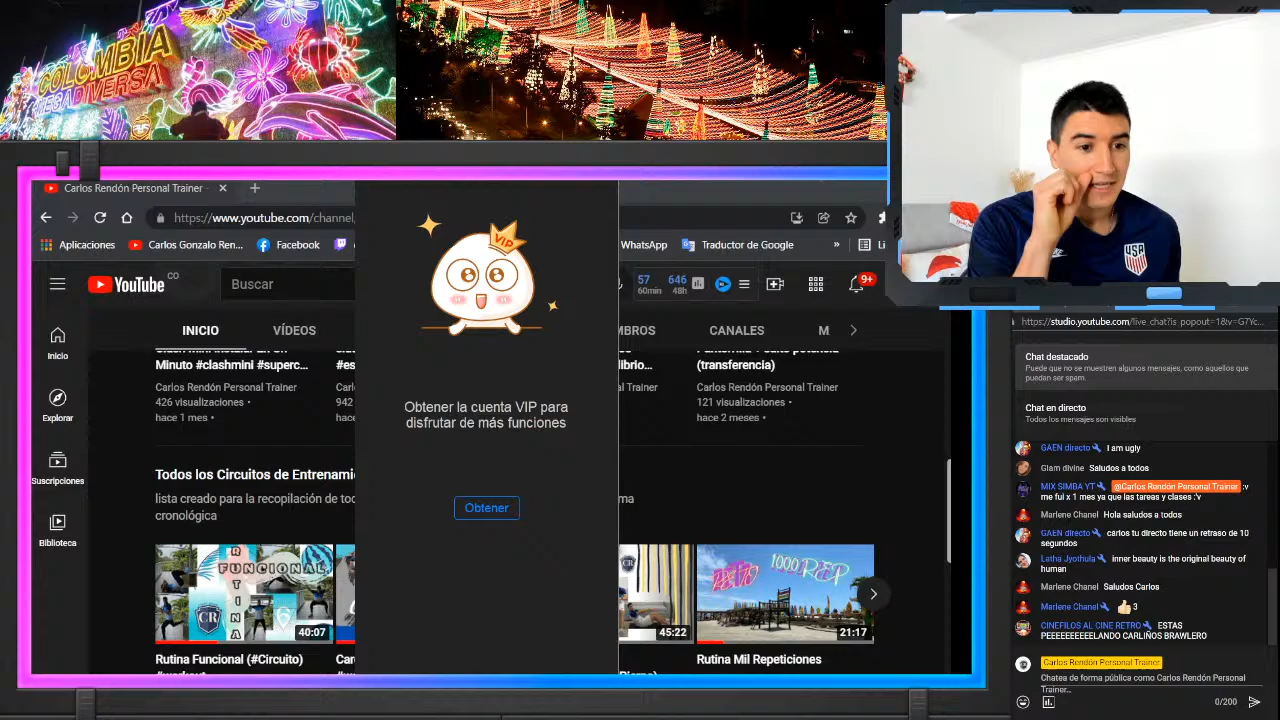 COLOMBIA
MEGADIVERSA
Carlos Rendón Personal Trainer
https://www.youtube.com/channel,
Aplicaciones
Carlos Gonzalo Ren...
Facebook
WhatsApp
Traductor de Google
»
YouTube CO
Buscar
57
60min
646
48h
9+
INICIO
VÍDEOS
MBROS
CANALES
M
Inicio
Explorar
Suscripciones
Biblioteca
Minuto #clashmini #superc...
Carlos Rendón Personal Trainer
426 visualizaciones •
hace 1 mes •
942
(transferencia)
Carlos Rendón Personal Trainer
121 visualizaciones •
hace 2 meses •
Todos los Circuitos de Entrenamie
lista creado para la recopilación de toc
cronológica
VIP
Obtener la cuenta VIP para
disfrutar de más funciones
Obtener
FUNCIONAL
RUTINA
CR
40:07
45:22
RETO 1000 REP
21:17
Rutina Funcional (#Circuito)
Rutina Mil Repeticiones
USA
https://studio.youtube.com/live_chat?is_popout=1&v=G7Yc...
Chat destacado
Puede que no se muestren algunos mensajes, como aquellos que
puedan ser spam.
Chat en directo
Todos los mensajes son visibles
GAEN directo I am ugly
Glam divine Saludos a todos
MIX SIMBA YT @Carlos Rendón Personal Trainer :v
me fui x 1 mes ya que las tareas y clases :'v
Marlene Chanel Hola saludos a todos
GAEN directo cárlos tu directo tiene un retraso de 10
segundos
Latha Jyothula inner beauty is the original beauty of
human
Marlene Chanel Saludos Carlos
Marlene Chanel 👍🏻3
CINEFILOS AL CINE RETRO ESTAS
PEEEEEEEEEELANDO CARLIÑOS BRAWLERO
Carlos Rendón Personal Trainer
Chatea de forma pública como Carlos Rendón Personal
Trainer...
0/200